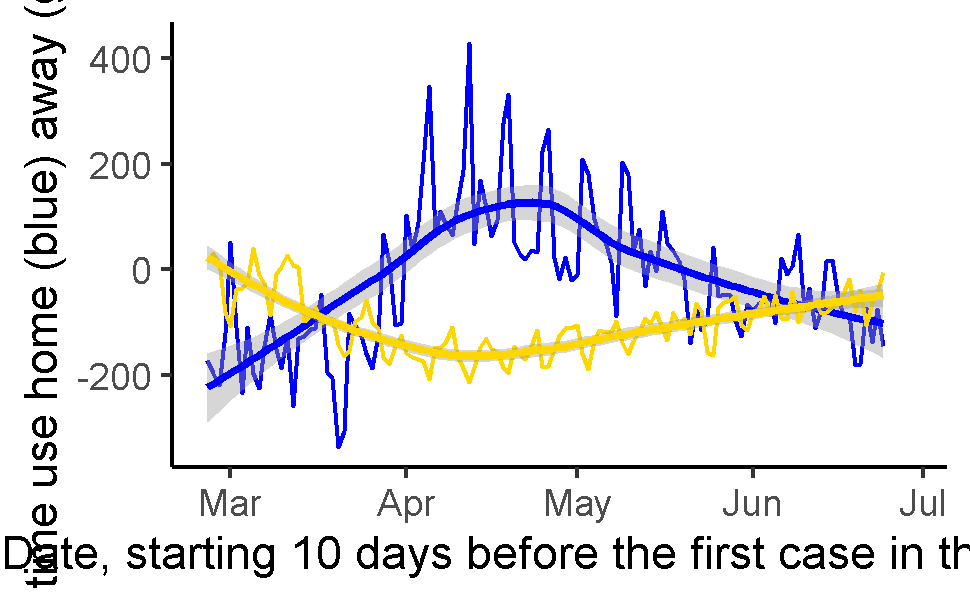 time use home (blue) away (
400
200
0
-200
Mar Apr May Jun Jul
Date, starting 10 days before the first case in th